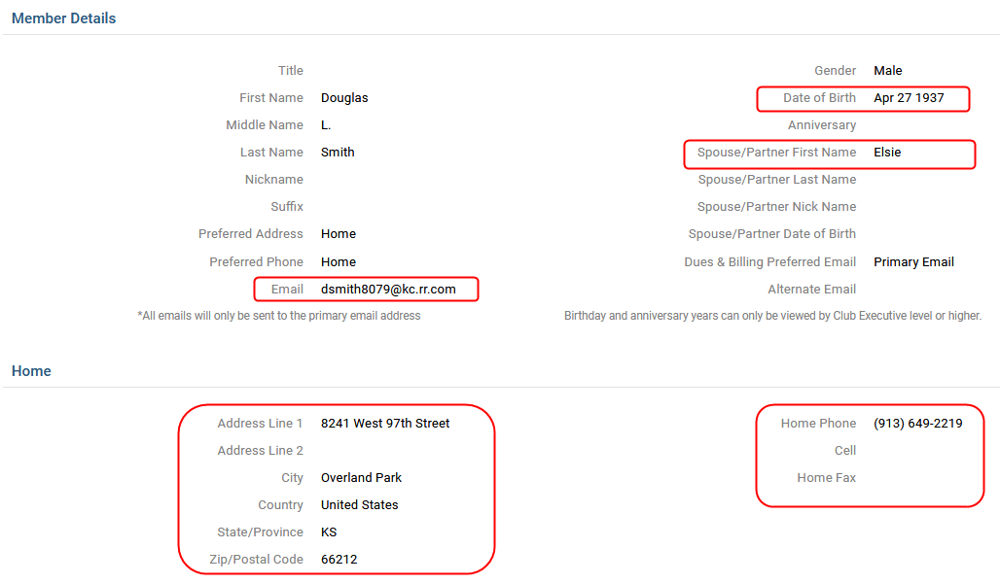 Member Details
Title
Gender Male
First Name Douglas
Date of Birth Apr 27 1937
Middle Name L.
Anniversary
Last Name Smith
Spouse/Partner First Name Elsie
Nickname
Spouse/Partner Last Name
Suffix
Spouse/Partner Nick Name
Preferred Address Home
Spouse/Partner Date of Birth
Preferred Phone Home
Dues & Billing Preferred Email Primary Email
Email dsmith8079@kc.rr.com
Alternate Email
*All emails will only be sent to the primary email address
Birthday and anniversary years can only be viewed by Club Executive level or higher.
Home
Address Line 1 8241 West 97th Street
Home Phone (913) 649-2219
Address Line 2
Cell
City Overland Park
Home Fax
Country United States
State/Province KS
Zip/Postal Code 66212